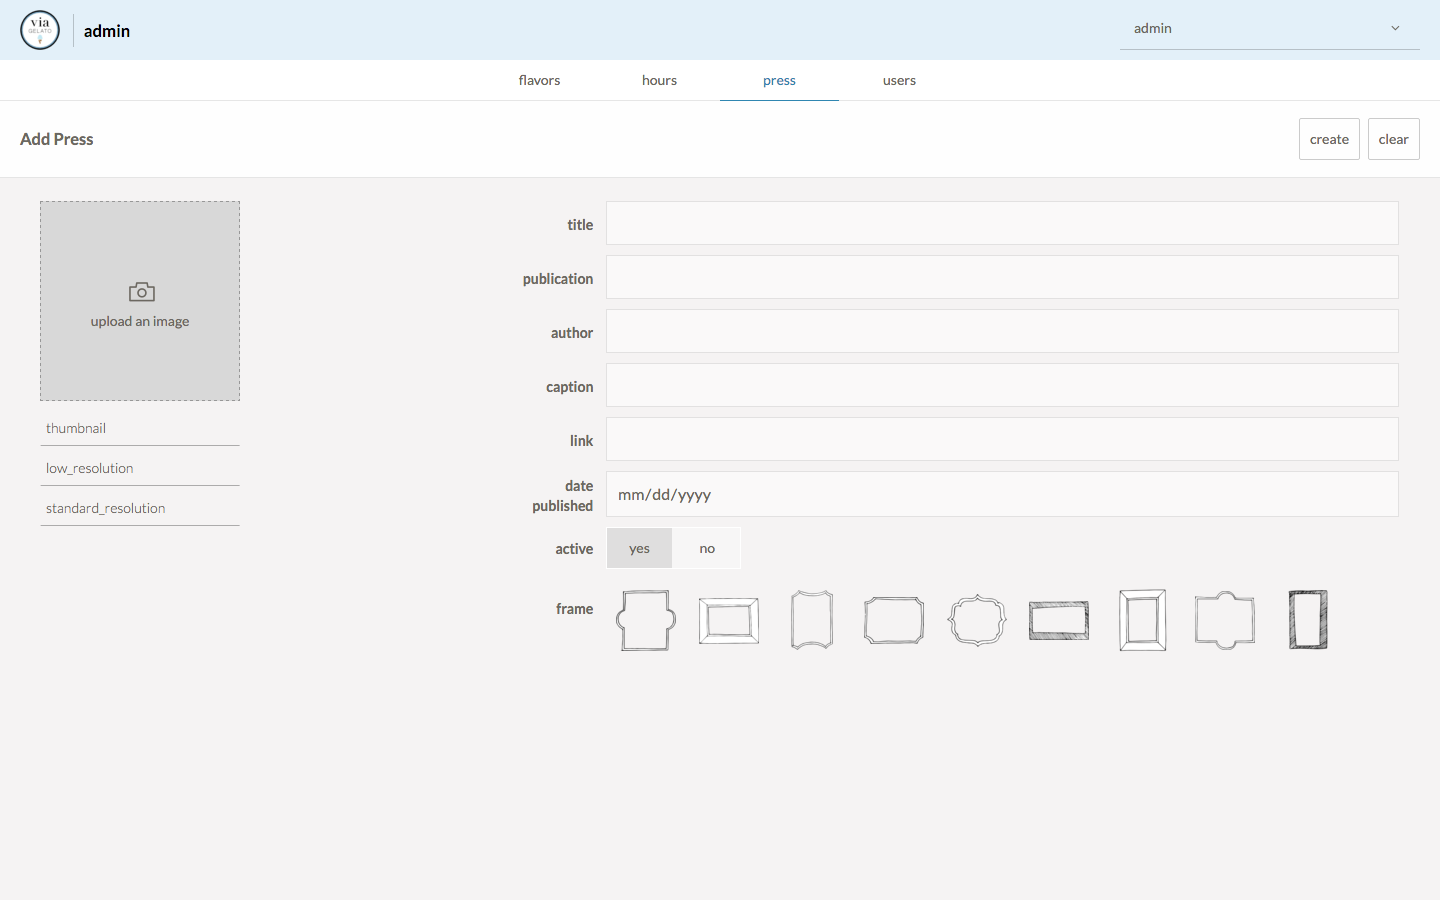 via
GELATO
admin
admin
flavors
hours
press
users
Add Press
create
clear
upload an image
thumbnail
low_resolution
standard_resolution
title
publication
author
caption
link
date
published
mm/dd/yyyy
active
yes
no
frame